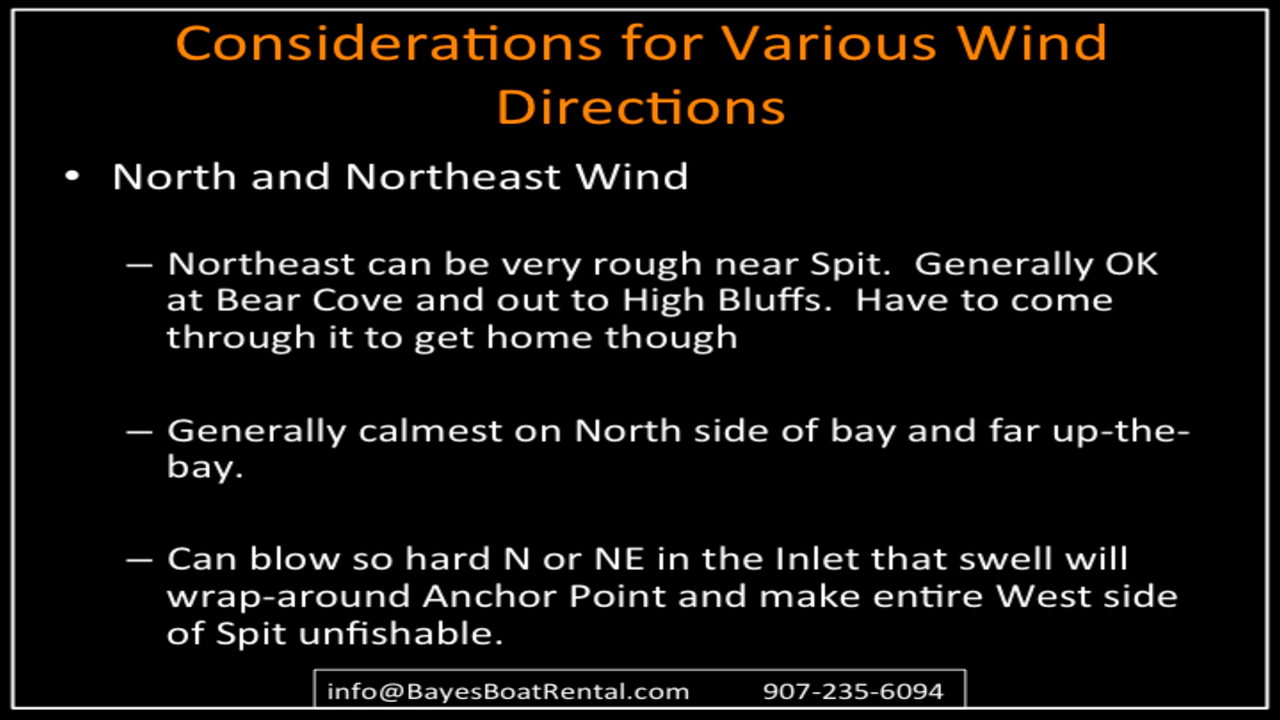 Considerations for Various Wind
Directions
• North and Northeast Wind
– Northeast can be very rough near Spit.  Generally OK
at Bear Cove and out to High Bluffs.  Have to come
through it to get home though
– Generally calmest on North side of bay and far up-the-
bay.
– Can blow so hard N or NE in the Inlet that swell will
wrap-around Anchor Point and make entire West side
of Spit unfishable.
info@BayesBoatRental.com 907-235-6094